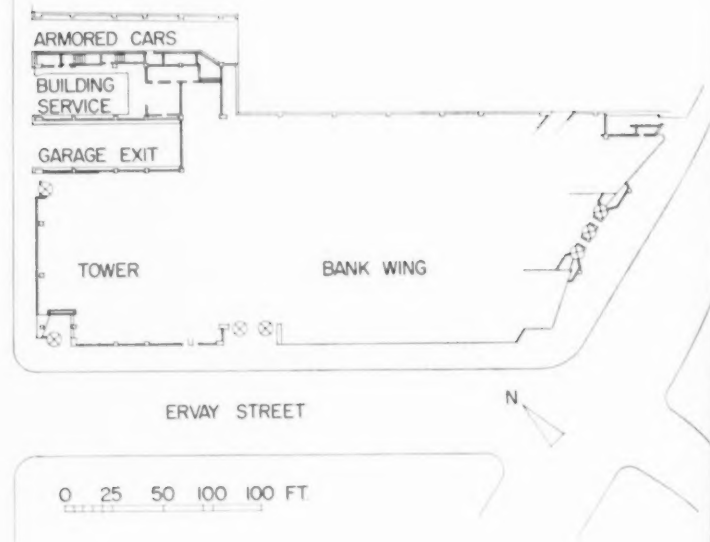 ARMORED CARS
BUILDING
SERVICE
GARAGE EXIT
TOWER
BANK WING
ERVAY STREET
N
0 25 50 100 100 FT.